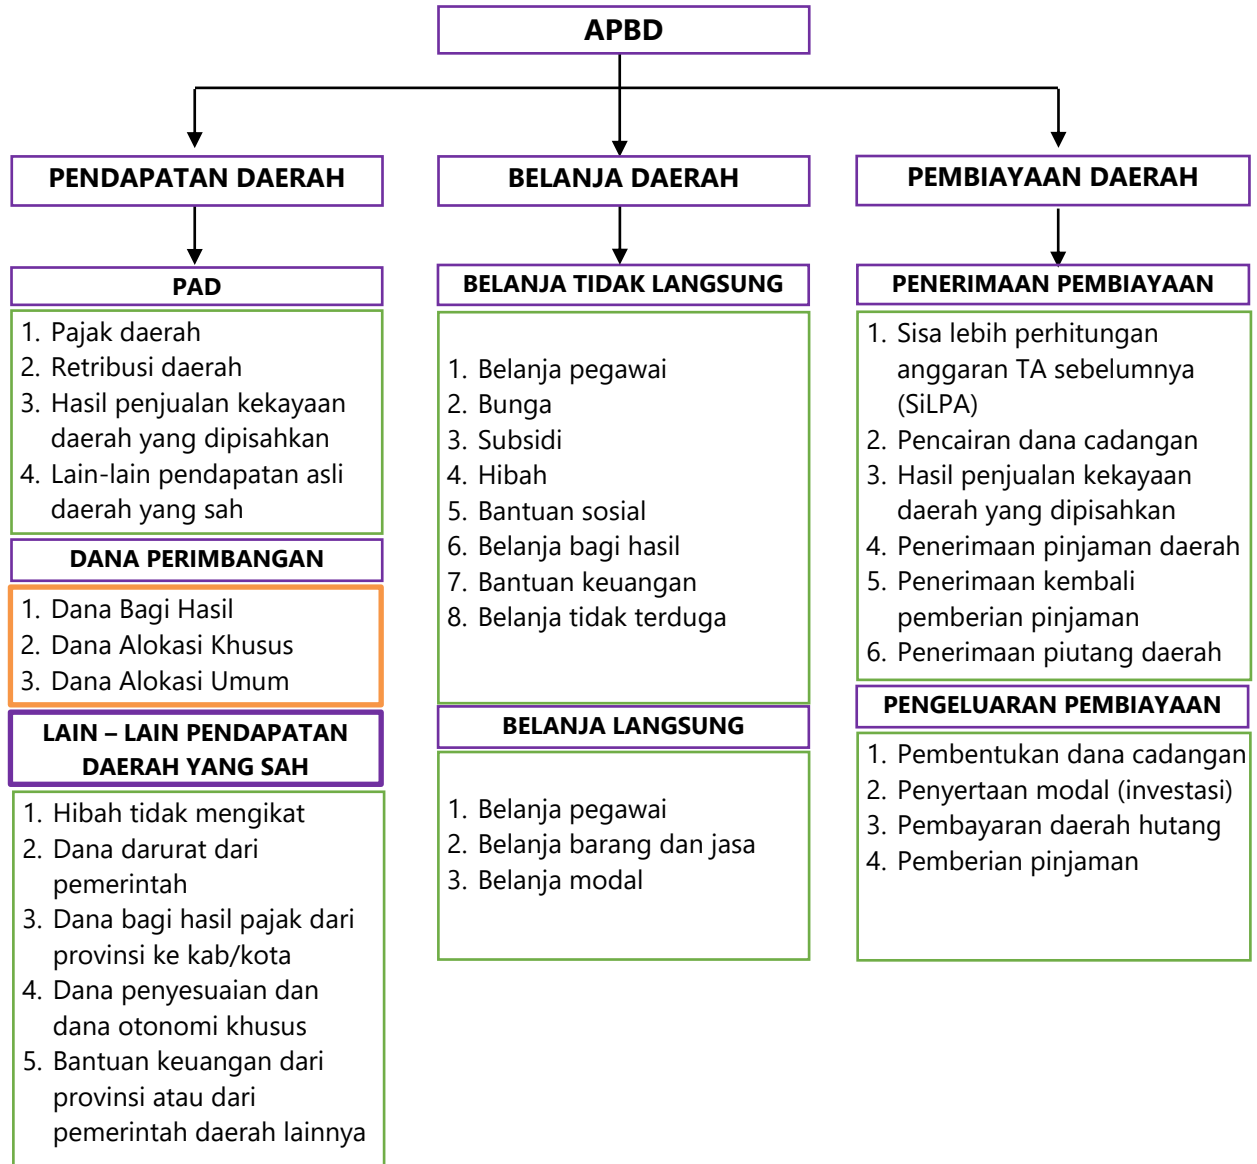 APBD
PENDAPATAN DAERAH
PAD
1. Pajak daerah
2. Retribusi daerah
3. Hasil penjualan kekayaan
daerah yang dipisahkan
4. Lain-lain pendapatan asli
daerah yang sah
DANA PERIMBANGAN
1. Dana Bagi Hasil
2. Dana Alokasi Khusus
3. Dana Alokasi Umum
LAIN – LAIN PENDAPATAN
DAERAH YANG SAH
1. Hibah tidak mengikat
2. Dana darurat dari
pemerintah
3. Dana bagi hasil pajak dari
provinsi ke kab/kota
4. Dana penyesuaian dan
dana otonomi khusus
5. Bantuan keuangan dari
provinsi atau dari
pemerintah daerah lainnya
BELANJA DAERAH
BELANJA TIDAK LANGSUNG
1. Belanja pegawai
2. Bunga
3. Subsidi
4. Hibah
5. Bantuan sosial
6. Belanja bagi hasil
7. Bantuan keuangan
8. Belanja tidak terduga
BELANJA LANGSUNG
1. Belanja pegawai
2. Belanja barang dan jasa
3. Belanja modal
PEMBIAYAAN DAERAH
PENERIMAAN PEMBIAYAAN
1. Sisa lebih perhitungan
anggaran TA sebelumnya
(SiLPA)
2. Pencairan dana cadangan
3. Hasil penjualan kekayaan
daerah yang dipisahkan
4. Penerimaan pinjaman daerah
5. Penerimaan kembali
pemberian pinjaman
6. Penerimaan piutang daerah
PENGELUARAN PEMBIAYAAN
1. Pembentukan dana cadangan
2. Penyertaan modal (investasi)
3. Pembayaran daerah hutang
4. Pemberian pinjaman